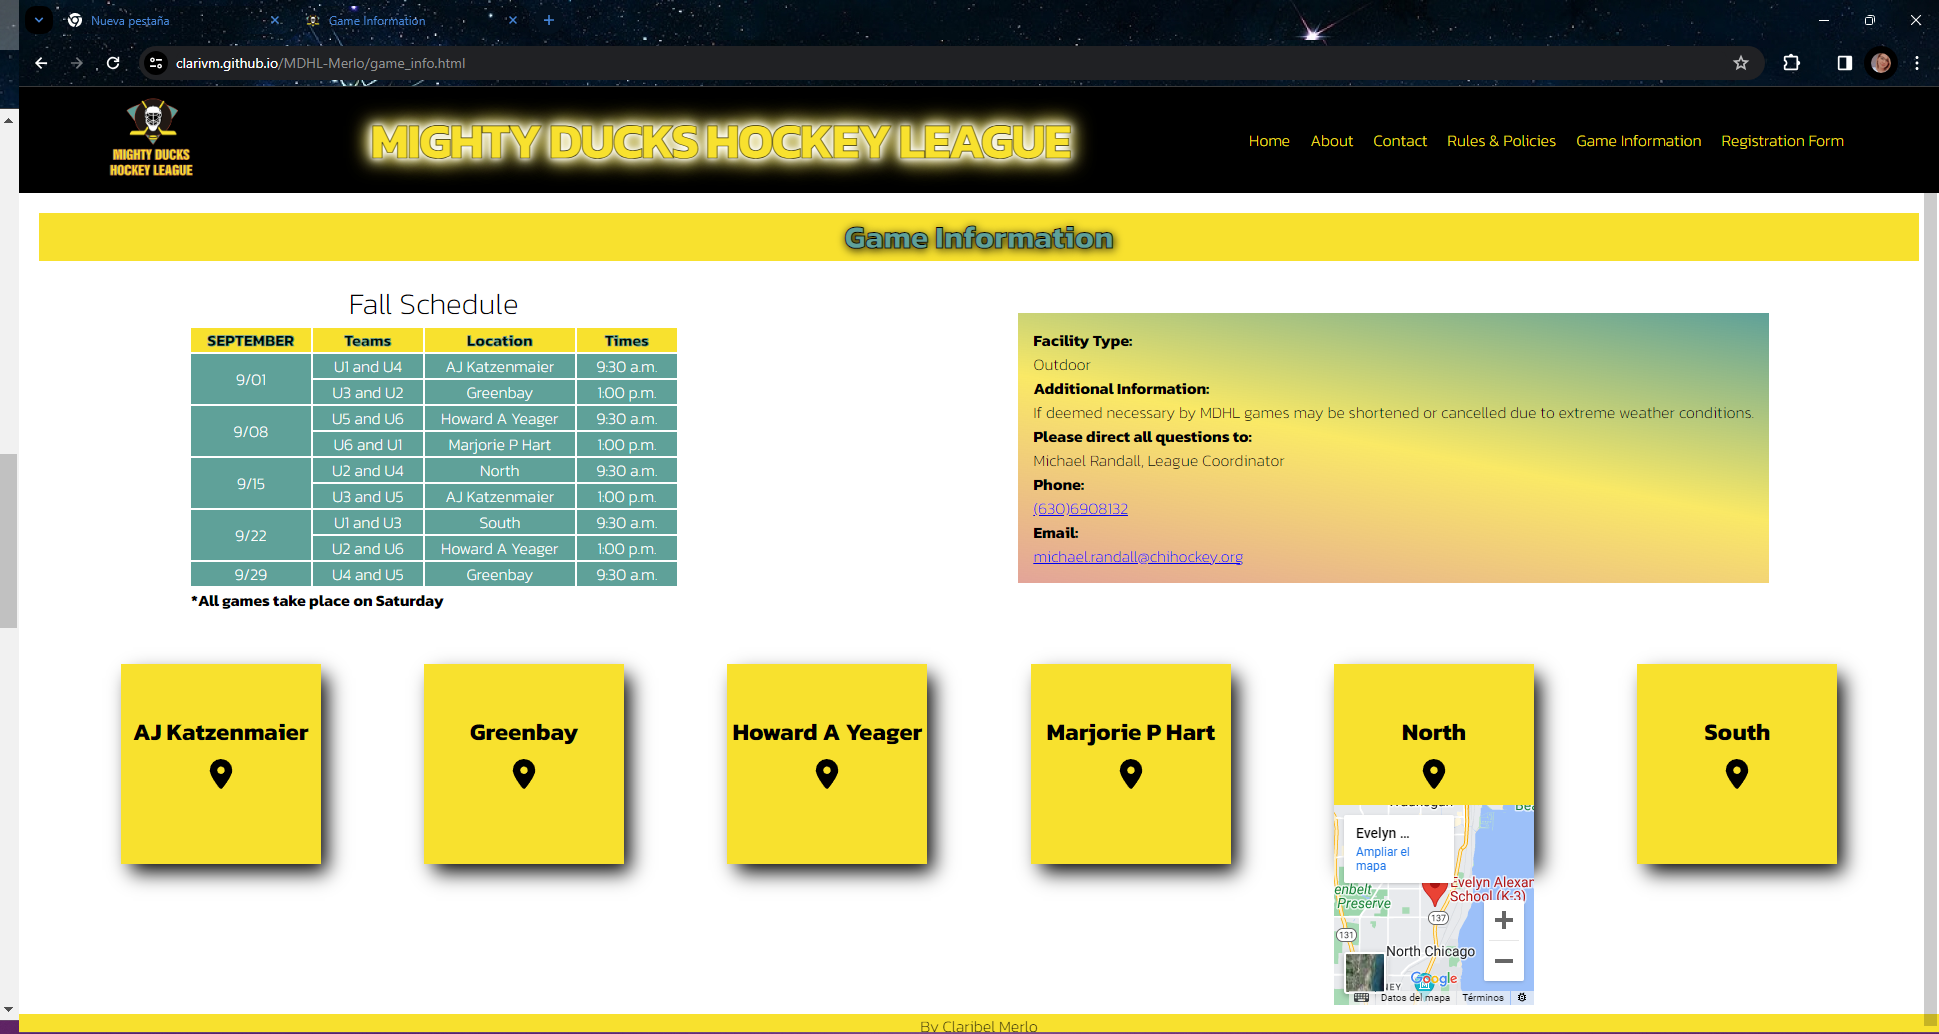 Nueva pestaña
Game Information
clarivm.github.io/MDHL-Merlo/game_info.html
MIGHTY DUCKS
HOCKEY LEAGUE
MIGHTY DUCKS HOCKEY LEAGUE
Home About Contact Rules & Policies Game Information Registration Form
Game Information
Fall Schedule
SEPTEMBER Teams Location Times
9/01 U1 and U4 AJ Katzenmaier 9:30 a.m.
U3 and U2 Greenbay 1:00 p.m.
9/08 U5 and U6 Howard A Yeager 9:30 a.m.
U6 and U1 Marjorie P Hart 1:00 p.m.
9/15 U2 and U4 North 9:30 a.m.
U3 and U5 AJ Katzenmaier 1:00 p.m.
9/22 U1 and U3 South 9:30 a.m.
U2 and U6 Howard A Yeager 1:00 p.m.
9/29 U4 and U5 Greenbay 9:30 a.m.
*All games take place on Saturday
Facility Type:
Outdoor
Additional Information:
If deemed necessary by MDHL games may be shortened or cancelled due to extreme weather conditions.
Please direct all questions to:
Michael Randall, League Coordinator
Phone:
(630)6908132
Email:
michael.randall@chihockey.org
AJ Katzenmaier
Greenbay
Howard A Yeager
Marjorie P Hart
North
South
Evelyn ...
Ampliar el
mapa
Evelyn Alexan
School (K-3)
enbelt
Preserve
137
131
North Chicago
Google
Datos del mapa Términos
By Claribel Merlo